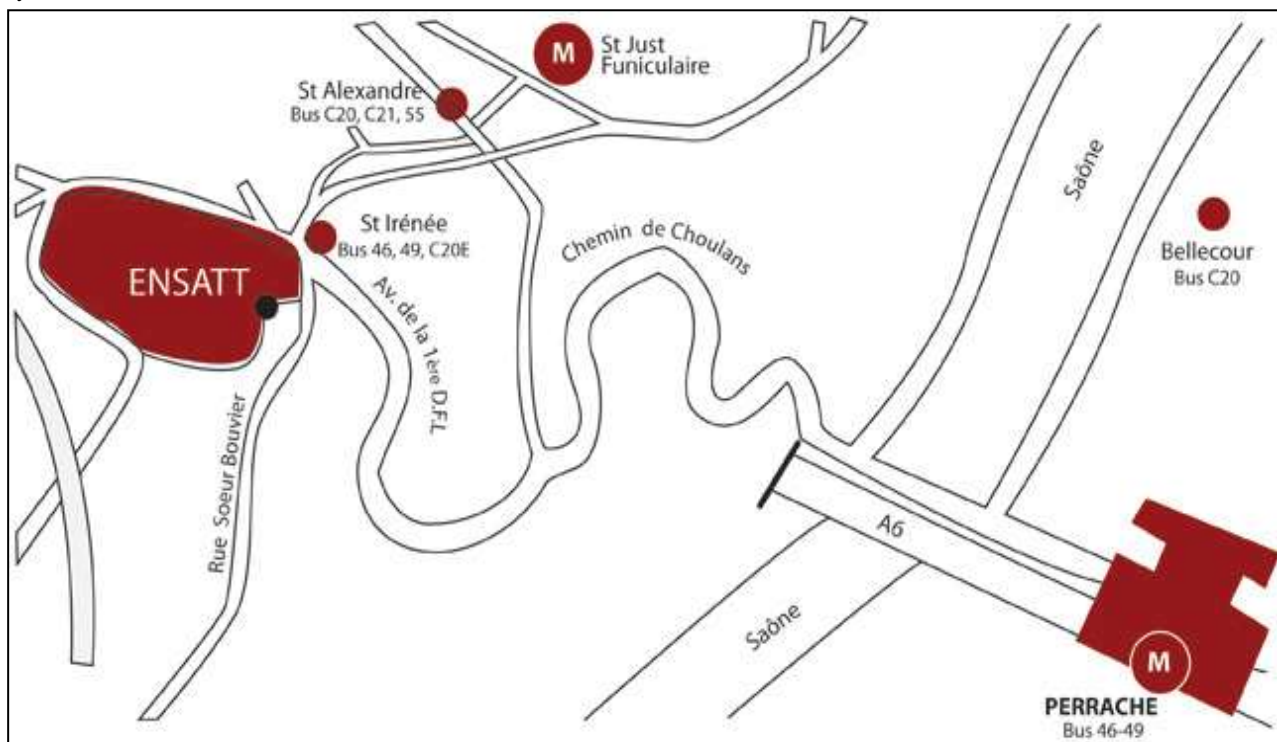 M
St Just
Funiculaire
St Alexandre
Bus C20, C21, 55
Saône
St Irénée
Bus 46, 49, C20E
Chemin de Choulans
Bellecour
Bus C20
ENSATT
Av. de la 1ère D.F.L
Rue Soeur Bouvier
A6
Saône
M
PERRACHE
Bus 46-49